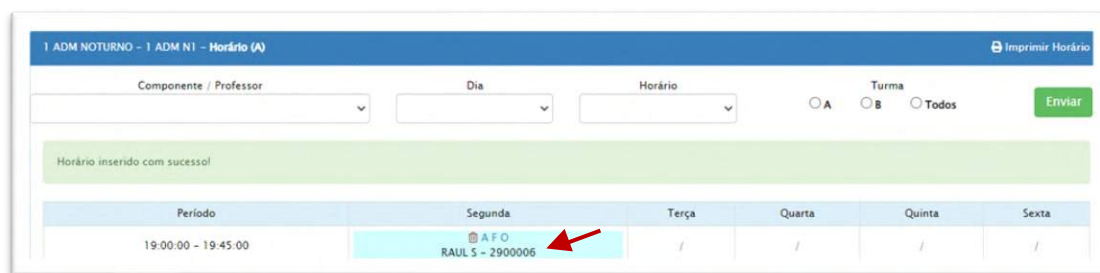 1 ADM NOTURNO - 1 ADM N1 - Horário (A) Imprimir Horário
Componente / Professor Dia Horário Turma
A B Todos Enviar
Horário inserido com sucesso!
Período Segunda Terça Quarta Quinta Sexta
19:00:00 - 19:45:00 A F O / / / /
RAUL S - 2900006